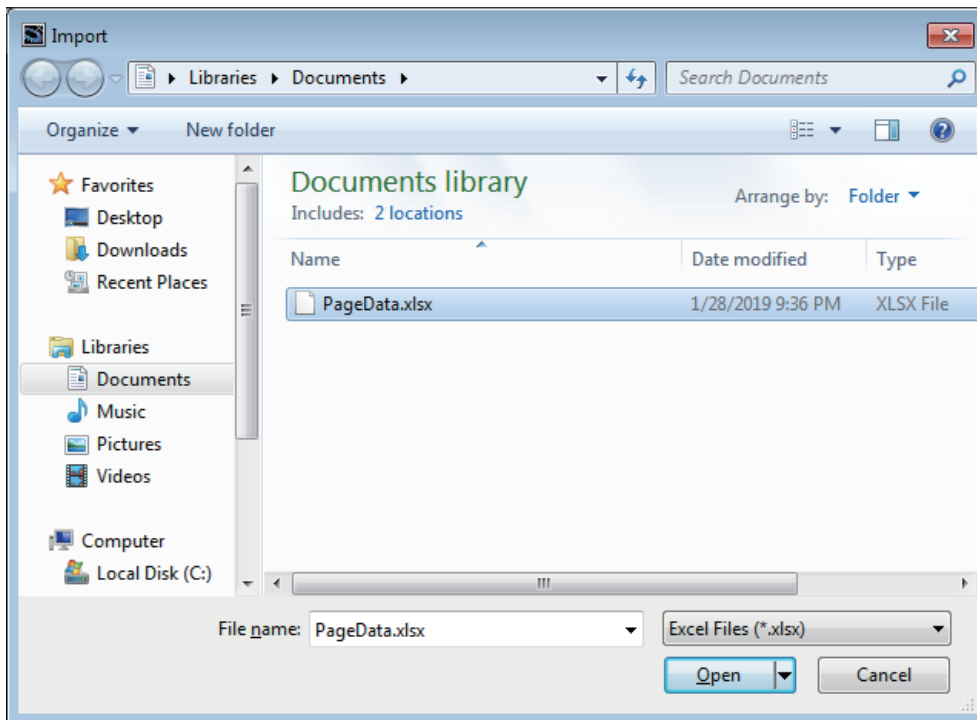 Import
Libraries Documents
Search Documents
Organize New folder
Favorites
Desktop
Downloads
Recent Places
Libraries
Documents
Music
Pictures
Videos
Computer
Local Disk (C:)
Documents library
Includes: 2 locations
Arrange by: Folder
Name Date modified Type
PageData.xlsx 1/28/2019 9:36 PM XLSX File
File name: PageData.xlsx Excel Files (*.xlsx)
Open Cancel